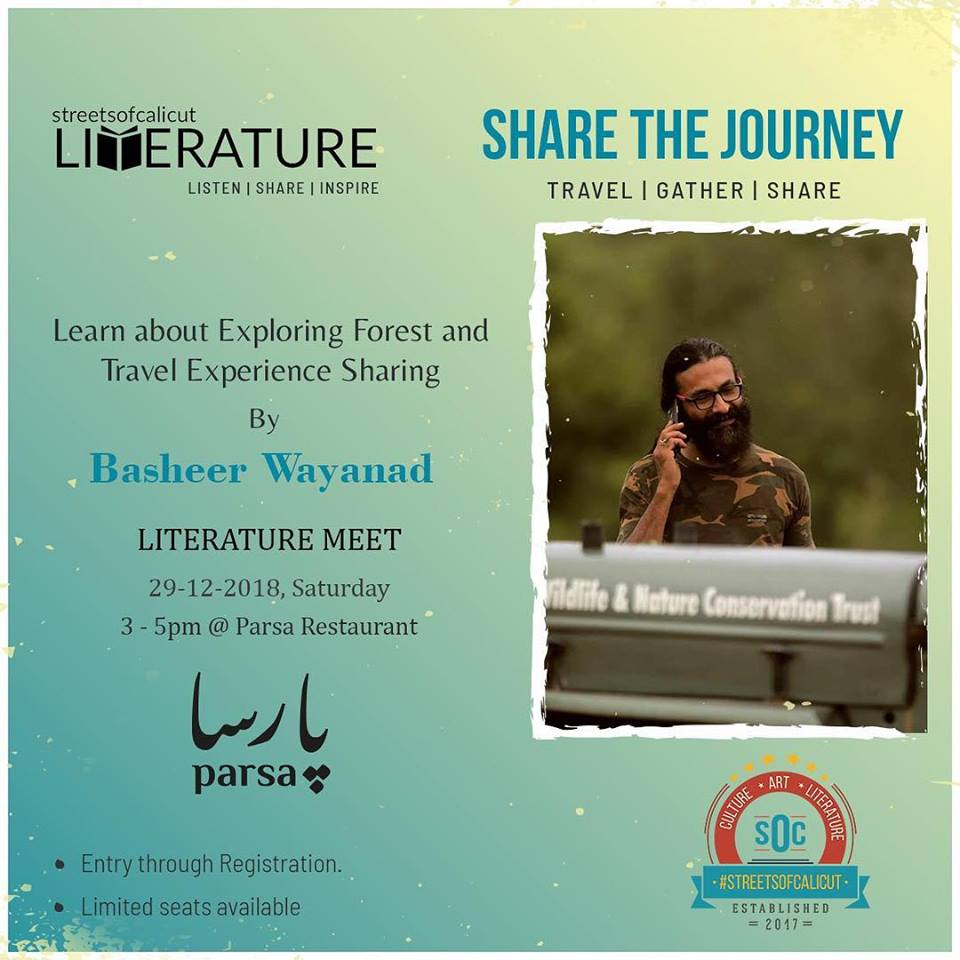 streetsofcalicut
LITERATURE
LISTEN | SHARE | INSPIRE
SHARE THE JOURNEY
TRAVEL | GATHER | SHARE
Learn about Exploring Forest and
Travel Experience Sharing
By
Basheer Wayanad
LITERATURE MEET
29-12-2018, Saturday
3 - 5pm @ Parsa Restaurant
پارسا
parsa
• Entry through Registration.
• Limited seats available
Wildlife & Nature Conservation Trust
CULTURE ★ ART ★ LITERATURE
SOC
#STREETSOFCALICUT
ESTABLISHED
2017